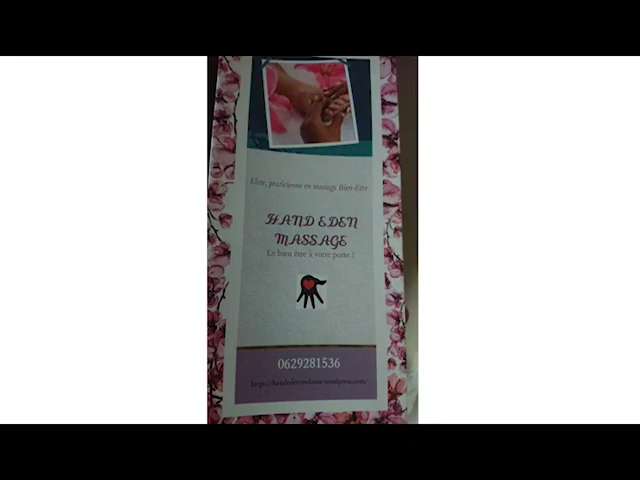 Elise, praticienne en massage Bien-Etre
HAND EDEN
MASSAGE
Le bien être à votre porte !
0629281536